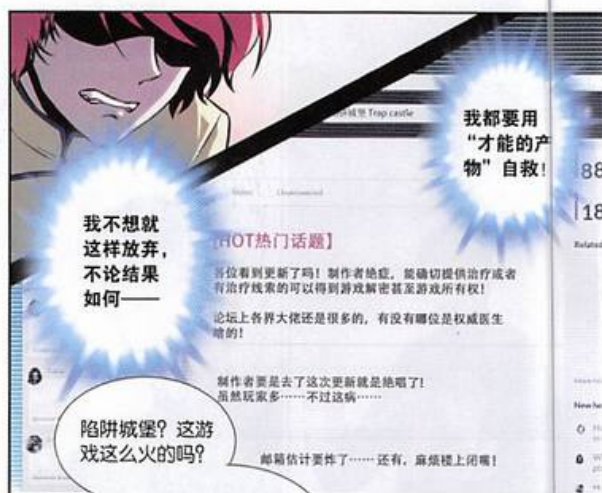 我都要用
“才能的产
物”自救！
城堡 Trap castle
我不想就
这样放弃，
不论结果
如何——
88
18
Related
[HOT热门话题】
各位看到更新了吗！制作者绝症，能确切提供治疗或者
有治疗线索的可以得到游戏解密甚至游戏所有权！
论坛上各界大佬还是很多的，有没有哪位是权威医生
啥的！
制作者要是去了这次更新就是绝唱了！
虽然玩家多……不过这病……
陷阱城堡？这游
戏这么火的吗？
邮箱估计要炸了……还有，麻烦楼上闭嘴！